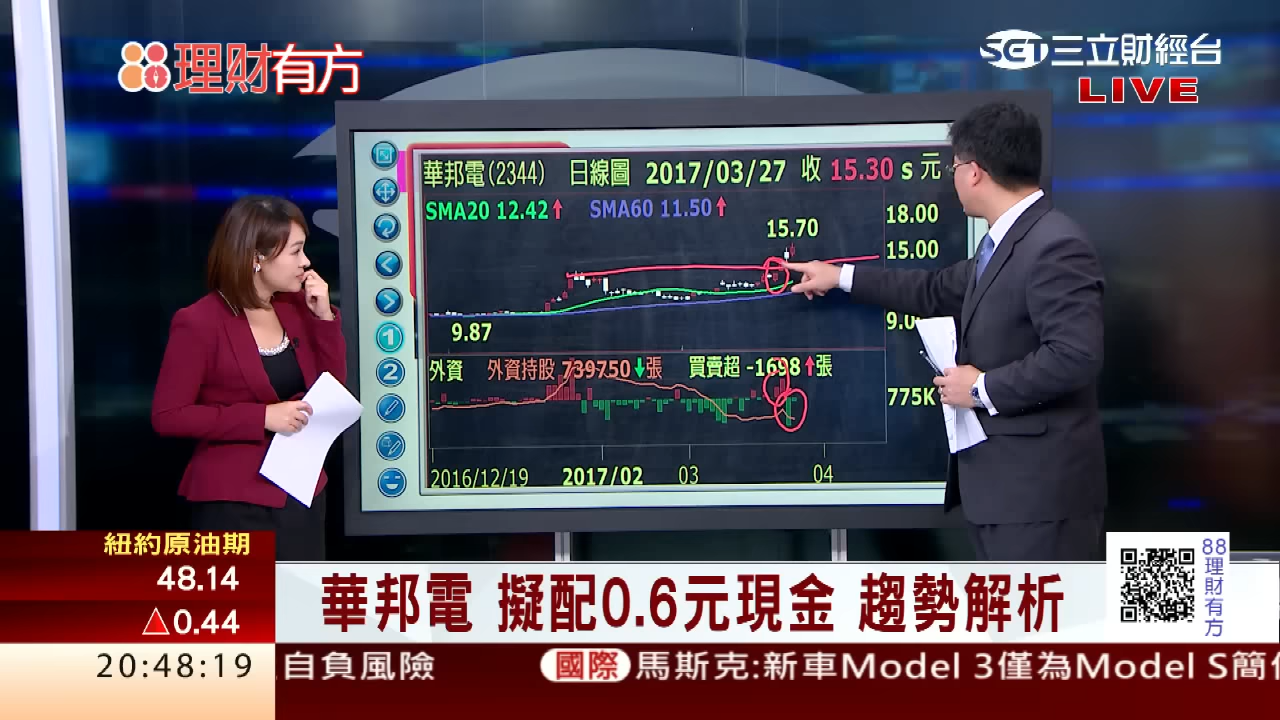 88理財有方
SET三立財經台
LIVE
華邦電(2344) 日線圖 2017/03/27 收 15.30 s 元
SMA20 12.42↑ SMA60 11.50↑
15.70
18.00
15.00
9.87
外資 外資持股 739750↓張 買賣超 -1698↑張
775K
2016/12/19 2017/02 03 04
1
2
紐約原油期
48.14
△0.44
華邦電 擬配0.6元現金 趨勢解析
88理財有方
20:48:19
自負風險 國際 馬斯克:新車Model 3僅為Model S簡